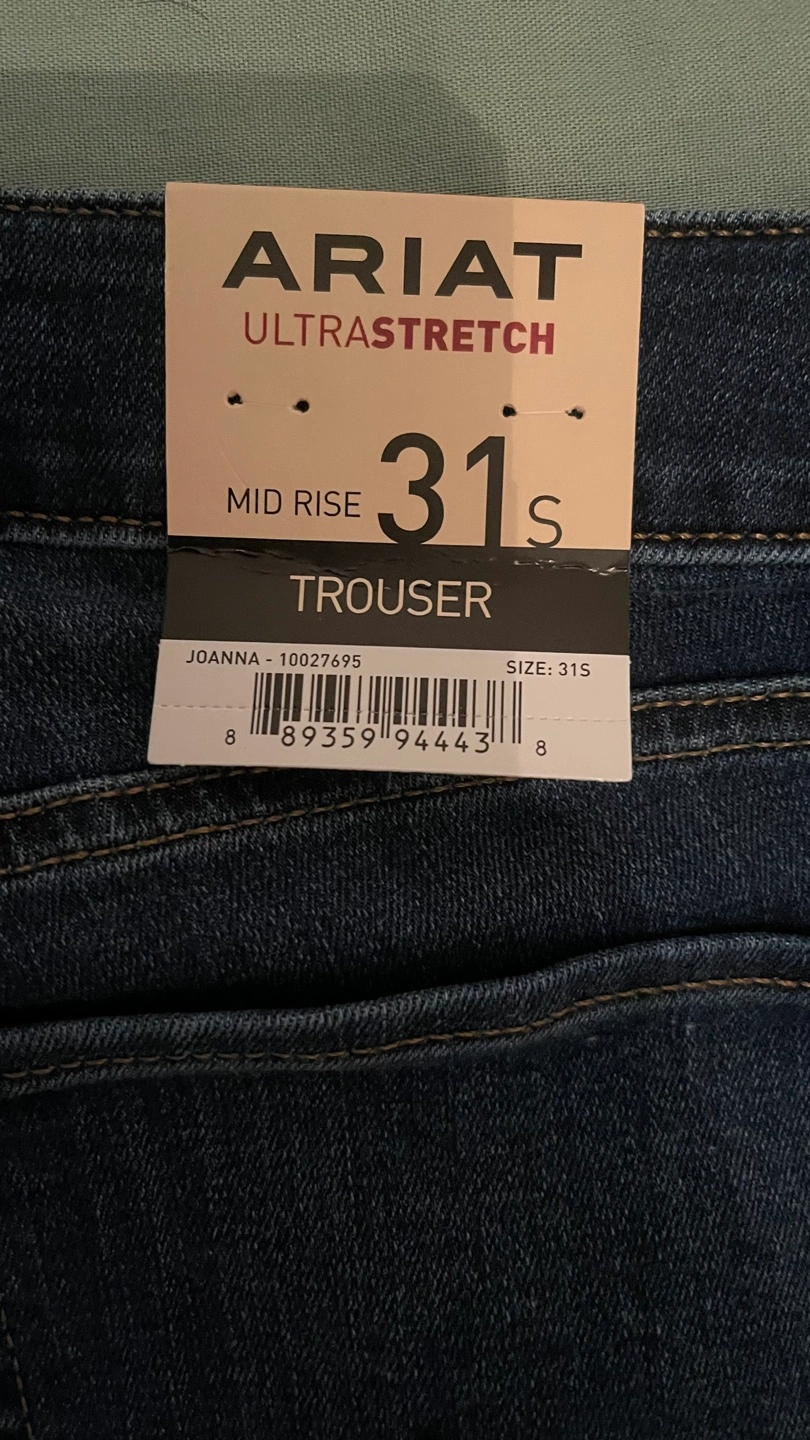 ARIAT
ULTRASTRETCH
MID RISE 31S
TROUSER
JOANNA - 10027695 SIZE: 31S
8 89359 94443 8